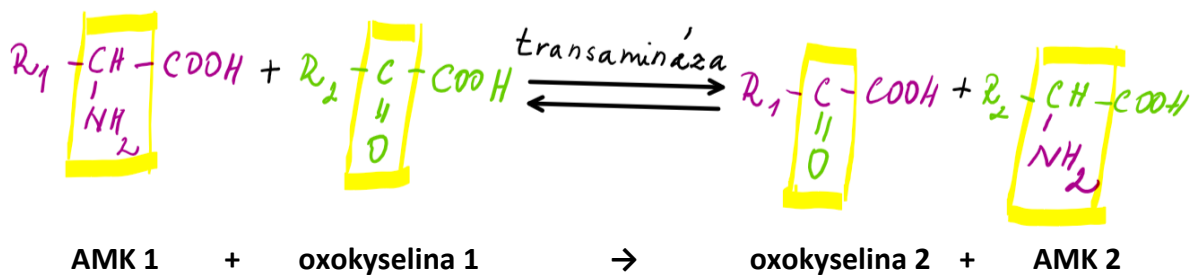 R1 - CH - COOH + R2 - C - COOH transamináza R1 - C - COOH + R2 - CH - COOH
NH2 O O NH2
AMK 1 + oxokyselina 1 → oxokyselina 2 + AMK 2